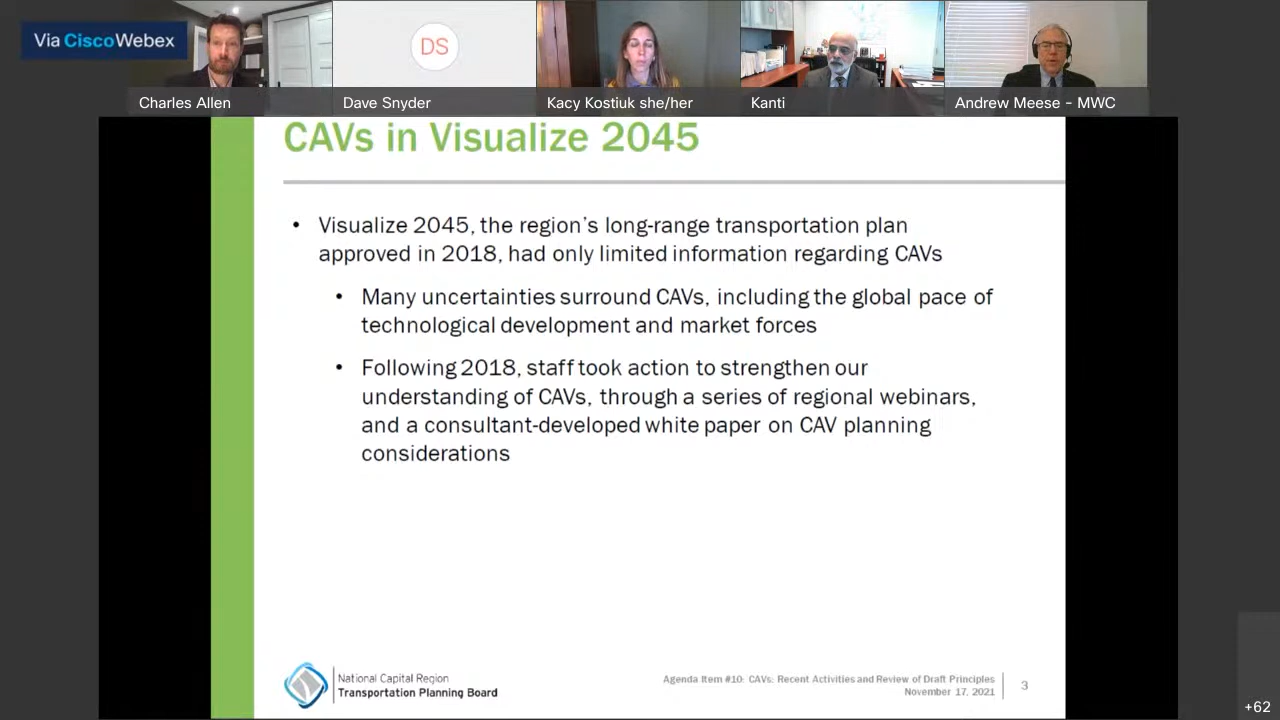 Via Cisco Webex
DS
Charles Allen
Dave Snyder
Kacy Kostiuk she/her
Kanti
Andrew Meese - MWC
CAVs in Visualize 2045
• Visualize 2045, the region's long-range transportation plan
approved in 2018, had only limited information regarding CAVs
• Many uncertainties surround CAVs, including the global pace of
technological development and market forces
• Following 2018, staff took action to strengthen our
understanding of CAVs, through a series of regional webinars,
and a consultant-developed white paper on CAV planning
considerations
National Capital Region
Transportation Planning Board
Agenda Item #10: CAVs: Recent Activities and Review of Draft Principles
November 17, 2021
3
+62